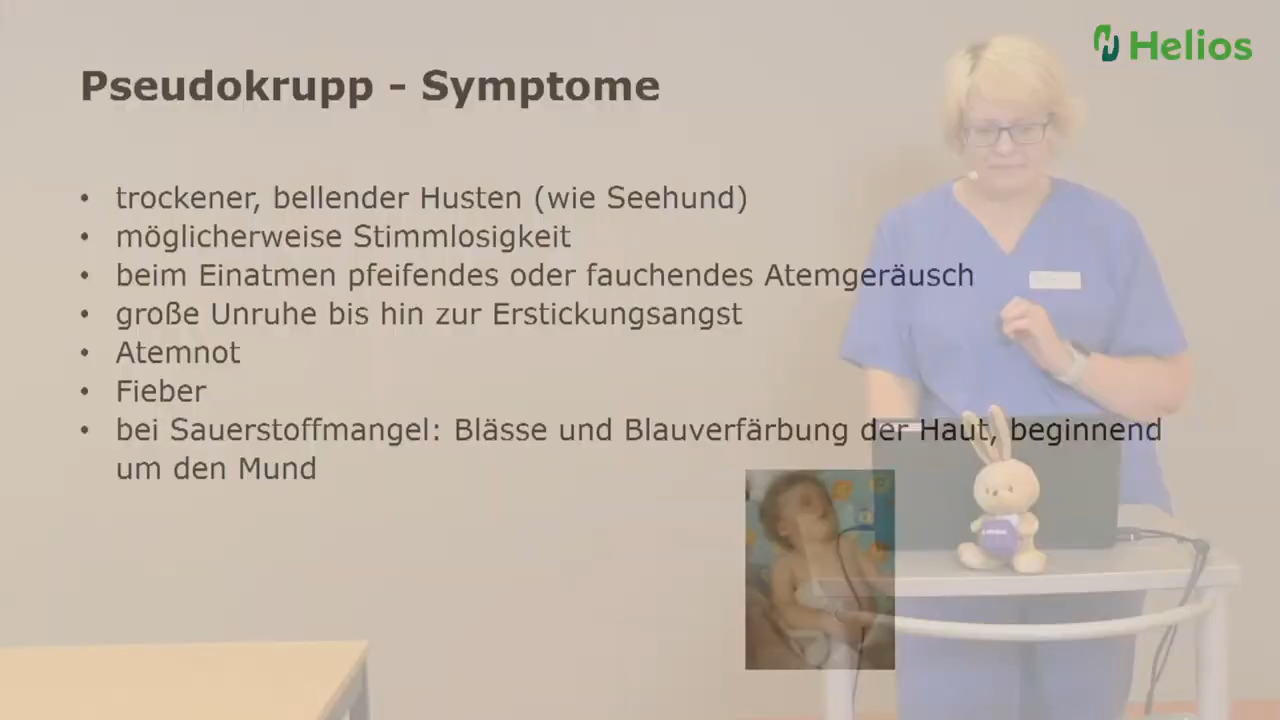 Helios
Pseudokrupp - Symptome
• trockener, bellender Husten (wie Seehund)
• möglicherweise Stimmlosigkeit
• beim Einatmen pfeifendes oder fauchendes Atemgeräusch
• große Unruhe bis hin zur Erstickungsangst
• Atemnot
• Fieber
• bei Sauerstoffmangel: Blässe und Blauverfärbung der Haut, beginnend
um den Mund